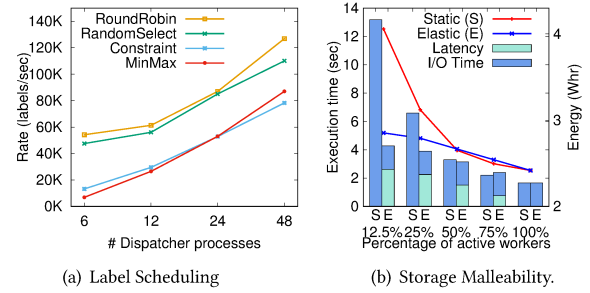 140K
120K
100K
80K
60K
40K
20K
0K
Rate (labels/sec)
RoundRobin
RandomSelect
Constraint
MinMax
6 12 24 48
# Dispatcher processes
(a) Label Scheduling
14
12
10
8
6
4
2
0
Execution time (sec)
Static (S)
Elastic (E)
Latency
I/O Time
4
3
2
Energy (Whr)
S E S E S E S E S E
12.5% 25% 50% 75% 100%
Percentage of active workers
(b) Storage Malleability.